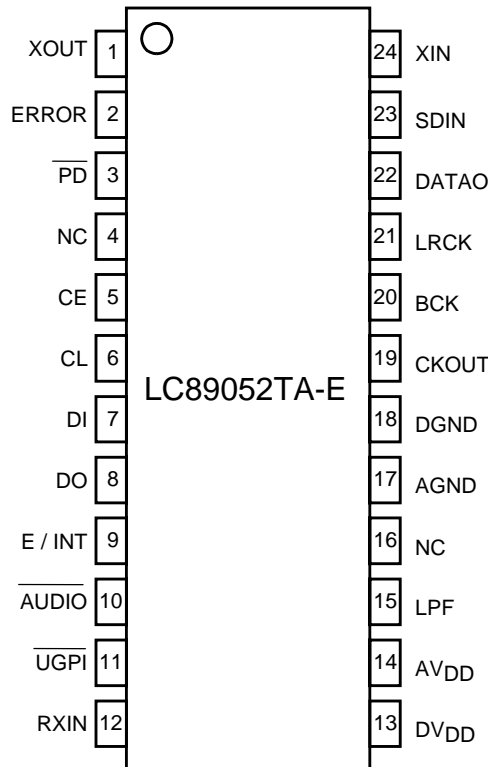 XOUT 1 24 XIN
ERROR 2 23 SDIN
PD 3 22 DATAO
NC 4 21 LRCK
CE 5 20 BCK
CL 6 19 CKOUT
LC89052TA-E
DI 7 18 DGND
DO 8 17 AGND
E / INT 9 16 NC
AUDIO 10 15 LPF
UGPI 11 14 AVDD
RXIN 12 13 DVDD